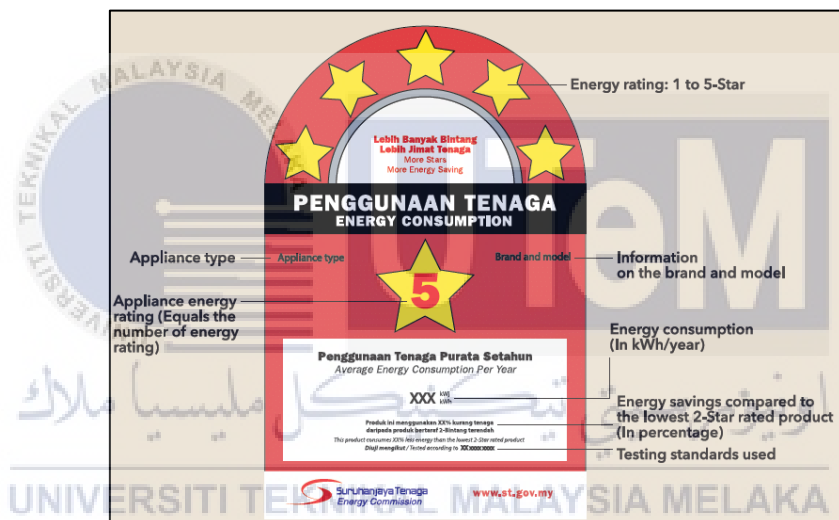 Energy rating: 1 to 5-Star
Lebih Banyak Bintang
Lebih Jimat Tenaga
More Stars
More Energy Saving
PENGGUNAAN TENAGA
ENERGY CONSUMPTION
Appliance type
Appliance type
Brand and model
Information
on the brand and model
5
Appliance energy
rating (Equals the
number of energy
rating)
Energy consumption
(In kWh/year)
Penggunaan Tenaga Purata Setahun
Average Energy Consumption Per Year
XXX kWj
kWh
Energy savings compared to
the lowest 2-Star rated product
(In percentage)
Produk ini menggunakan XX% kurang tenaga
daripada produk bertaraf 2-Bintang terendah
This product consumes XX% less energy than the lowest 2-Star rated product
Diuji mengikut / Tested according to XX xxxx xxxx
Testing standards used
Suruhanjaya Tenaga
Energy Commission
www.st.gov.my
UNIVERSITI TEKNIKAL MALAYSIA MELAKA
UTeM
اونيۏرسيتي تيكنيكل مليسيا ملاك